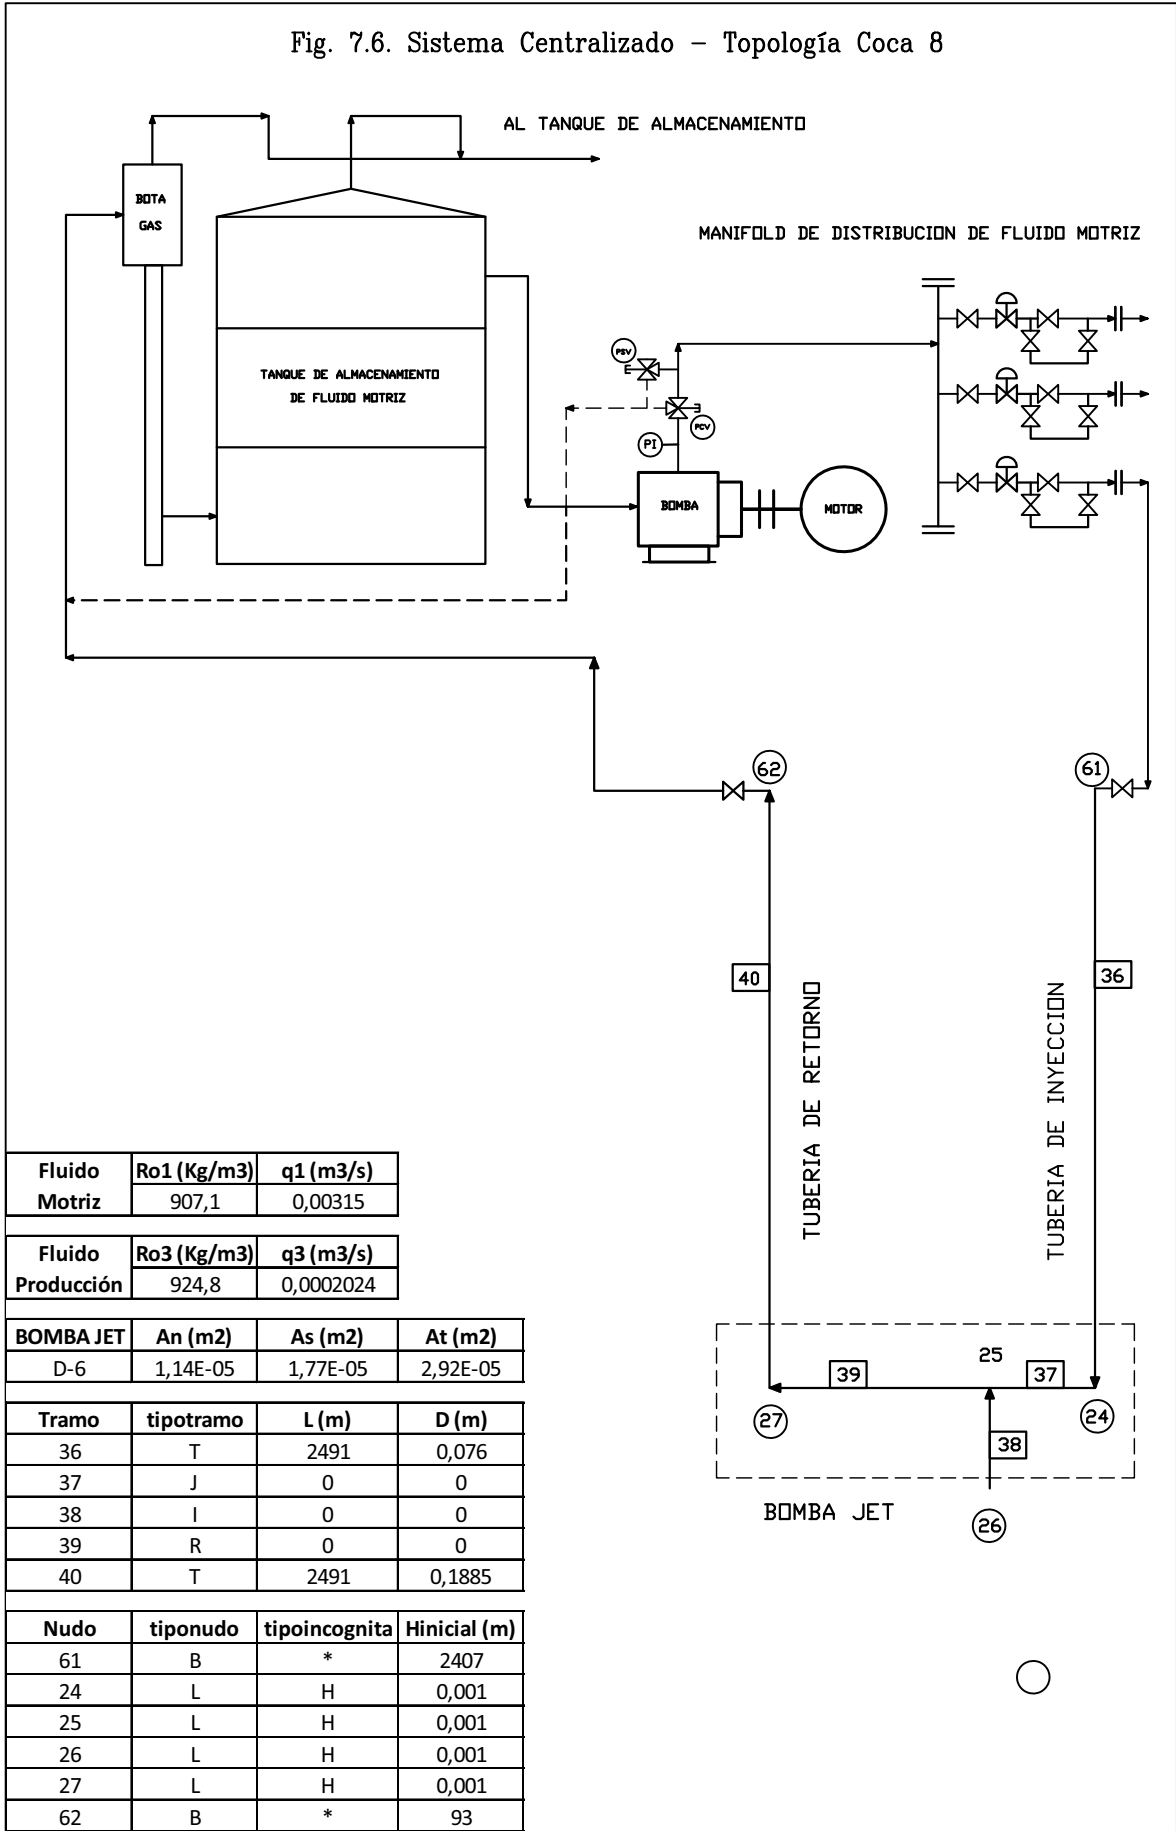 Fig. 7.6. Sistema Centralizado – Topología Coca 8
AL TANQUE DE ALMACENAMIENTO
BOTA
GAS
MANIFOLD DE DISTRIBUCION DE FLUIDO MOTRIZ
TANQUE DE ALMACENAMIENTO
DE FLUIDO MOTRIZ
PSV
PCV
PI
BOMBA
MOTOR
62
61
40
36
TUBERIA DE RETORNO
TUBERIA DE INYECCION
Fluido Motriz | Ro1 (Kg/m3) | q1 (m3/s)
907,1 | 0,00315
Fluido Producción | Ro3 (Kg/m3) | q3 (m3/s)
924,8 | 0,0002024
BOMBA JET | An (m2) | As (m2) | At (m2)
D-6 | 1,14E-05 | 1,77E-05 | 2,92E-05
Tramo | tipotramo | L (m) | D (m)
36 | T | 2491 | 0,076
37 | J | 0 | 0
38 | I | 0 | 0
39 | R | 0 | 0
40 | T | 2491 | 0,1885
Nudo | tiponudo | tipoincognita | Hinicial (m)
61 | B | * | 2407
24 | L | H | 0,001
25 | L | H | 0,001
26 | L | H | 0,001
27 | L | H | 0,001
62 | B | * | 93
25
39
37
27
24
38
BOMBA JET
26